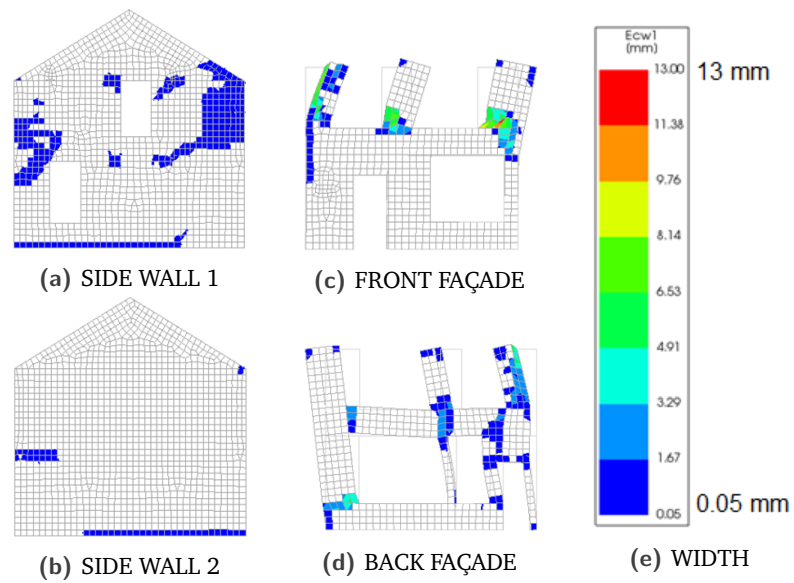 (a) SIDE WALL 1
(c) FRONT FAÇADE
(b) SIDE WALL 2
(d) BACK FAÇADE
Ecw1
(mm)
13.00
13 mm
11.38
9.76
8.14
6.53
4.91
3.29
1.67
0.05
0.05 mm
(e) WIDTH